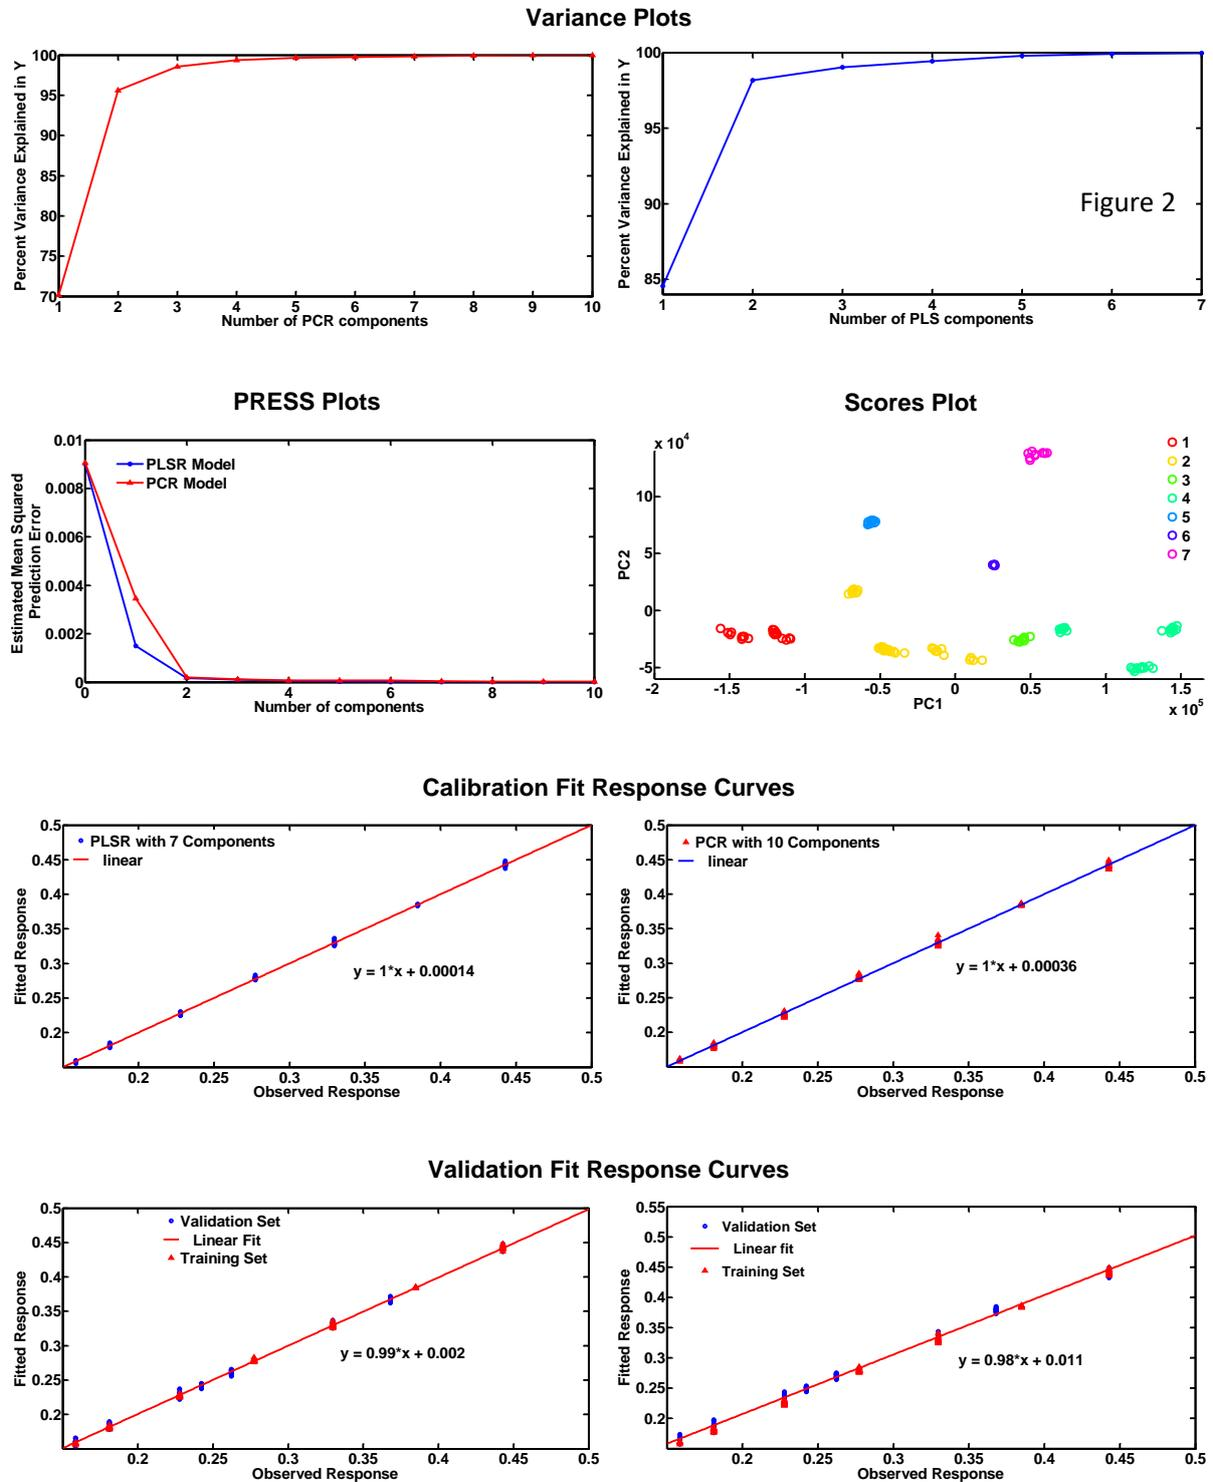 Variance Plots
100
95
90
85
80
75
70
Percent Variance Explained in Y
1 2 3 4 5 6 7 8 9 10
Number of PCR components
100
95
90
85
Percent Variance Explained in Y
Figure 2
1 2 3 4 5 6 7
Number of PLS components
PRESS Plots
0.01
0.008
0.006
0.004
0.002
0
Estimated Mean Squared
Prediction Error
PLSR Model
PCR Model
0 2 4 6 8 10
Number of components
Scores Plot
x 10^4
10
5
0
-5
PC2
1
2
3
4
5
6
7
-2 -1.5 -1 -0.5 0 0.5 1 1.5
PC1
x 10^5
Calibration Fit Response Curves
0.5
0.45
0.4
0.35
0.3
0.25
0.2
Fitted Response
PLSR with 7 Components
linear
y = 1*x + 0.00014
0.2 0.25 0.3 0.35 0.4 0.45 0.5
Observed Response
0.5
0.45
0.4
0.35
0.3
0.25
0.2
Fitted Response
PCR with 10 Components
linear
y = 1*x + 0.00036
0.2 0.25 0.3 0.35 0.4 0.45 0.5
Observed Response
Validation Fit Response Curves
0.5
0.45
0.4
0.35
0.3
0.25
0.2
Fitted Response
Validation Set
Linear Fit
Training Set
y = 0.99*x + 0.002
0.2 0.25 0.3 0.35 0.4 0.45 0.5
Observed Response
0.55
0.5
0.45
0.4
0.35
0.3
0.25
0.2
Fitted Response
Validation Set
Linear fit
Training Set
y = 0.98*x + 0.011
0.2 0.25 0.3 0.35 0.4 0.45 0.5
Observed Response